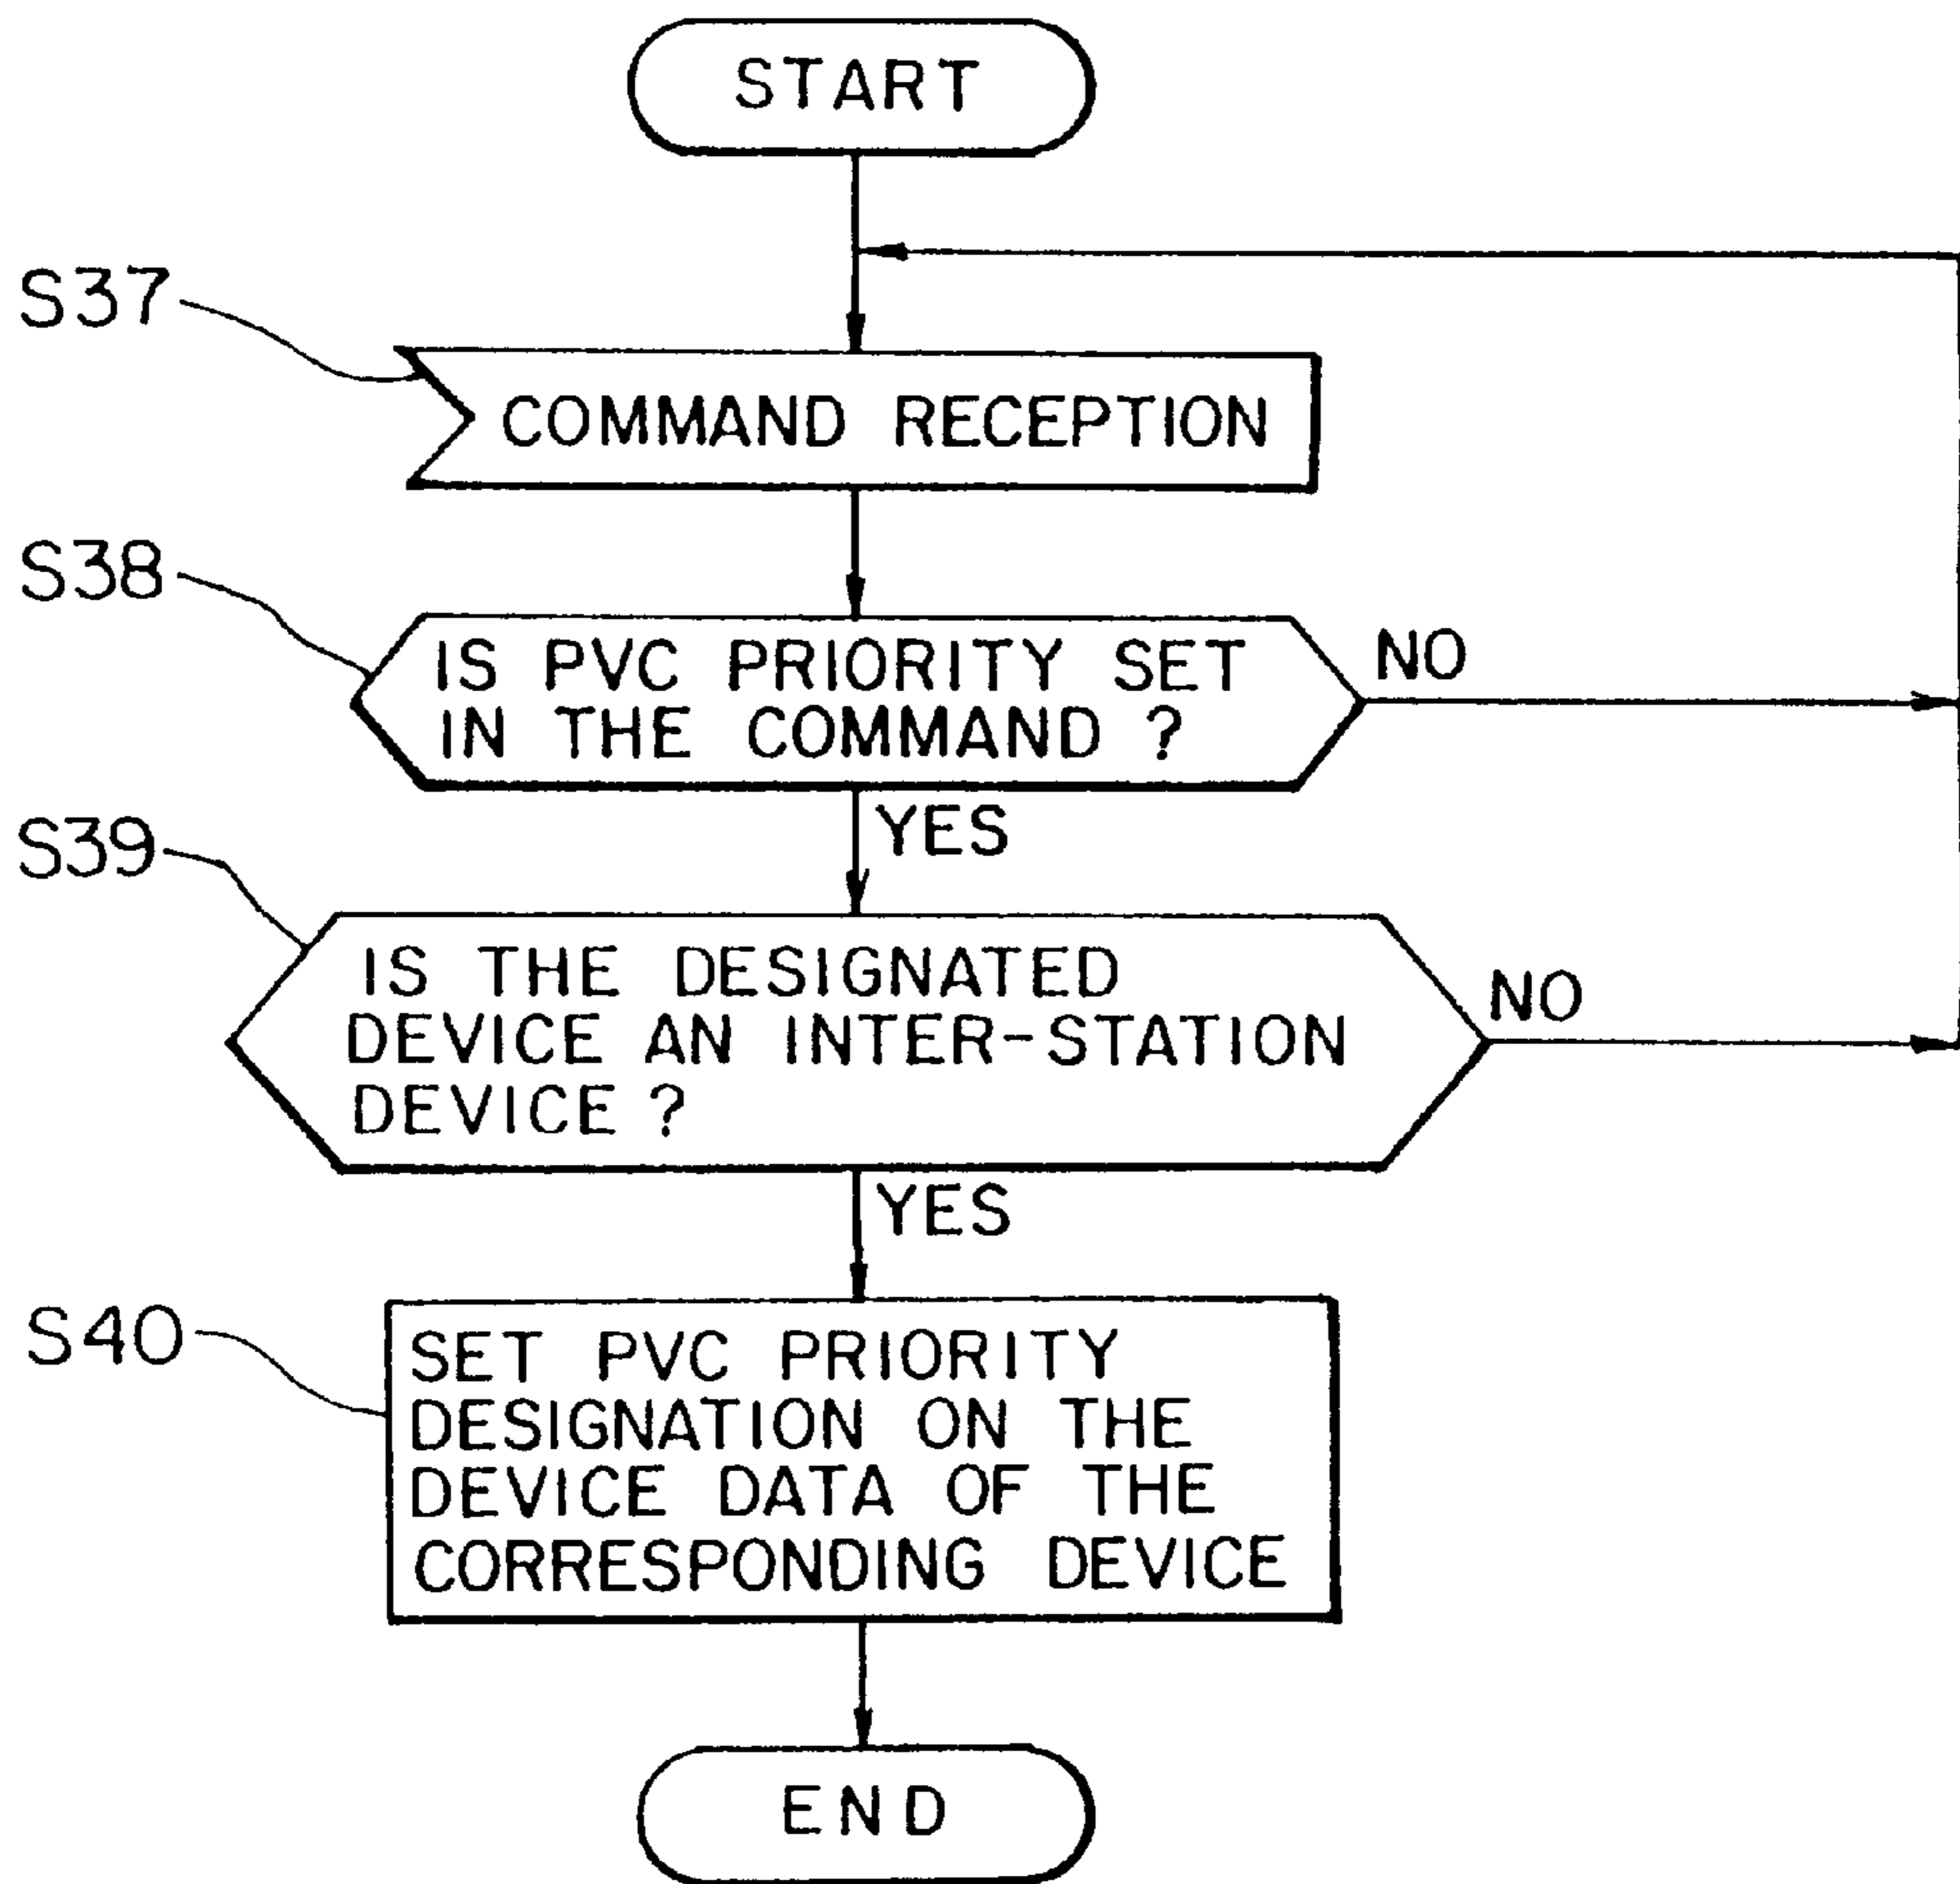 START
S37
COMMAND RECEPTION
S38
IS PVC PRIORITY SET
IN THE COMMAND ?
NO
YES
S39
IS THE DESIGNATED
DEVICE AN INTER-STATION
DEVICE ?
NO
YES
S40
SET PVC PRIORITY
DESIGNATION ON THE
DEVICE DATA OF THE
CORRESPONDING DEVICE
END